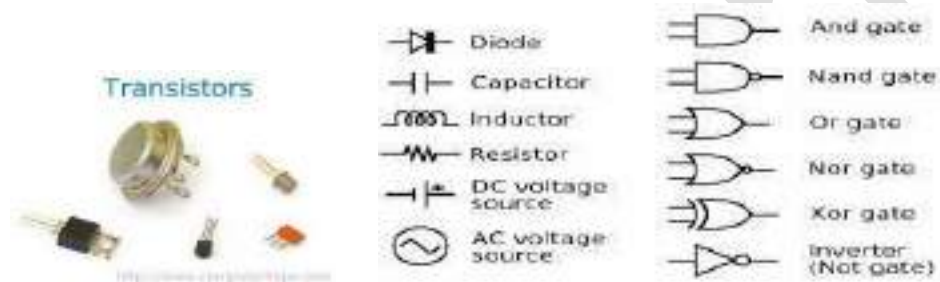 Transistors
Diode
Capacitor
Inductor
Resistor
DC voltage
source
AC voltage
source
And gate
Nand gate
Or gate
Nor gate
Xor gate
Inverter
(Not gate)